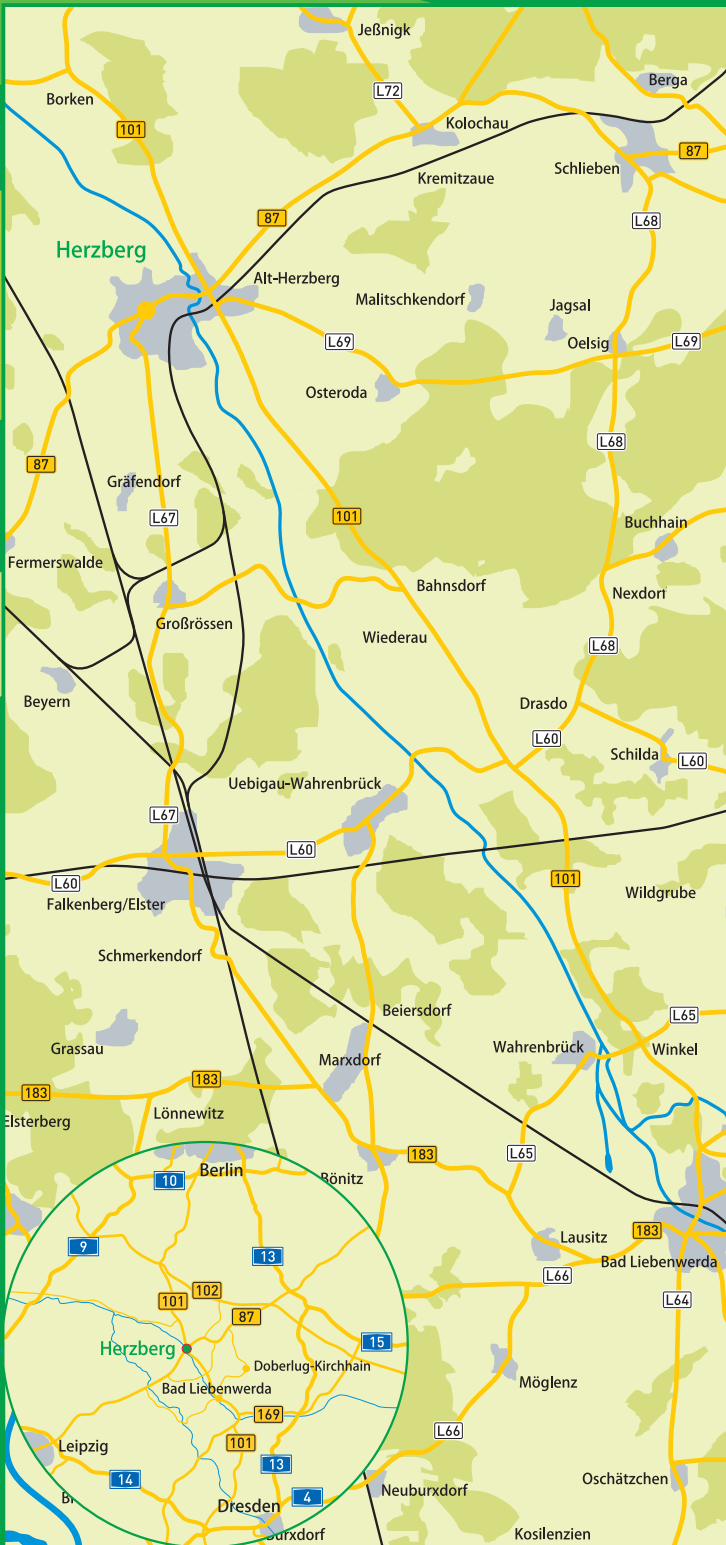 Jeßnigk
Berga
L72
Borken
101
Kolochau
87
Schlieben
Kremitzaue
87
L68
Herzberg
Alt-Herzberg
Malitschkendorf
Jagsal
L69
Oelsig
L69
Osteroda
L68
87
Gräfendorf
L67
101
Buchhain
Fermerswalde
Bahnsdorf
Nexdorf
Großrössen
Wiederau
L68
Beyern
Drasdo
L60
Schilda
L60
Uebigau-Wahrenbrück
L67
L60
L60
101
Wildgrube
Falkenberg/Elster
Schmerkendorf
Beiersdorf
L65
Grassau
Marxdorf
Wahrenbrück
Winkel
183
183
Elsterberg
Lönnewitz
183
L65
Berlin
Bönitz
10
9
13
Lausitz
183
Bad Liebenwerda
L66
101
102
L64
87
15
Herzberg
Doberlug-Kirchhain
Möglenz
Bad Liebenwerda
169
L66
101
Leipzig
13
14
4
Neuburxdorf
Oschätzchen
Dresden
Kosilenzien